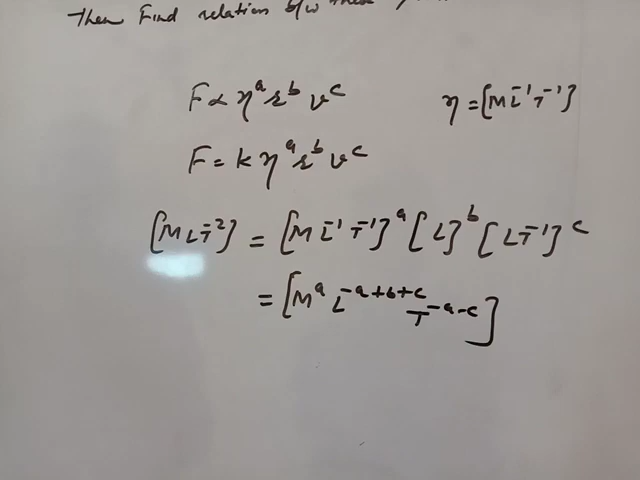 Then Find relation b/w these
F ∝ η^a r^b v^c
η = [M L^-1 T^-1]
F = k η^a r^b v^c
[M L T^-2] = [M L^-1 T^-1]^a [L]^b [L T^-1]^c
= [M^a L^-a+b+c T^-a-c]